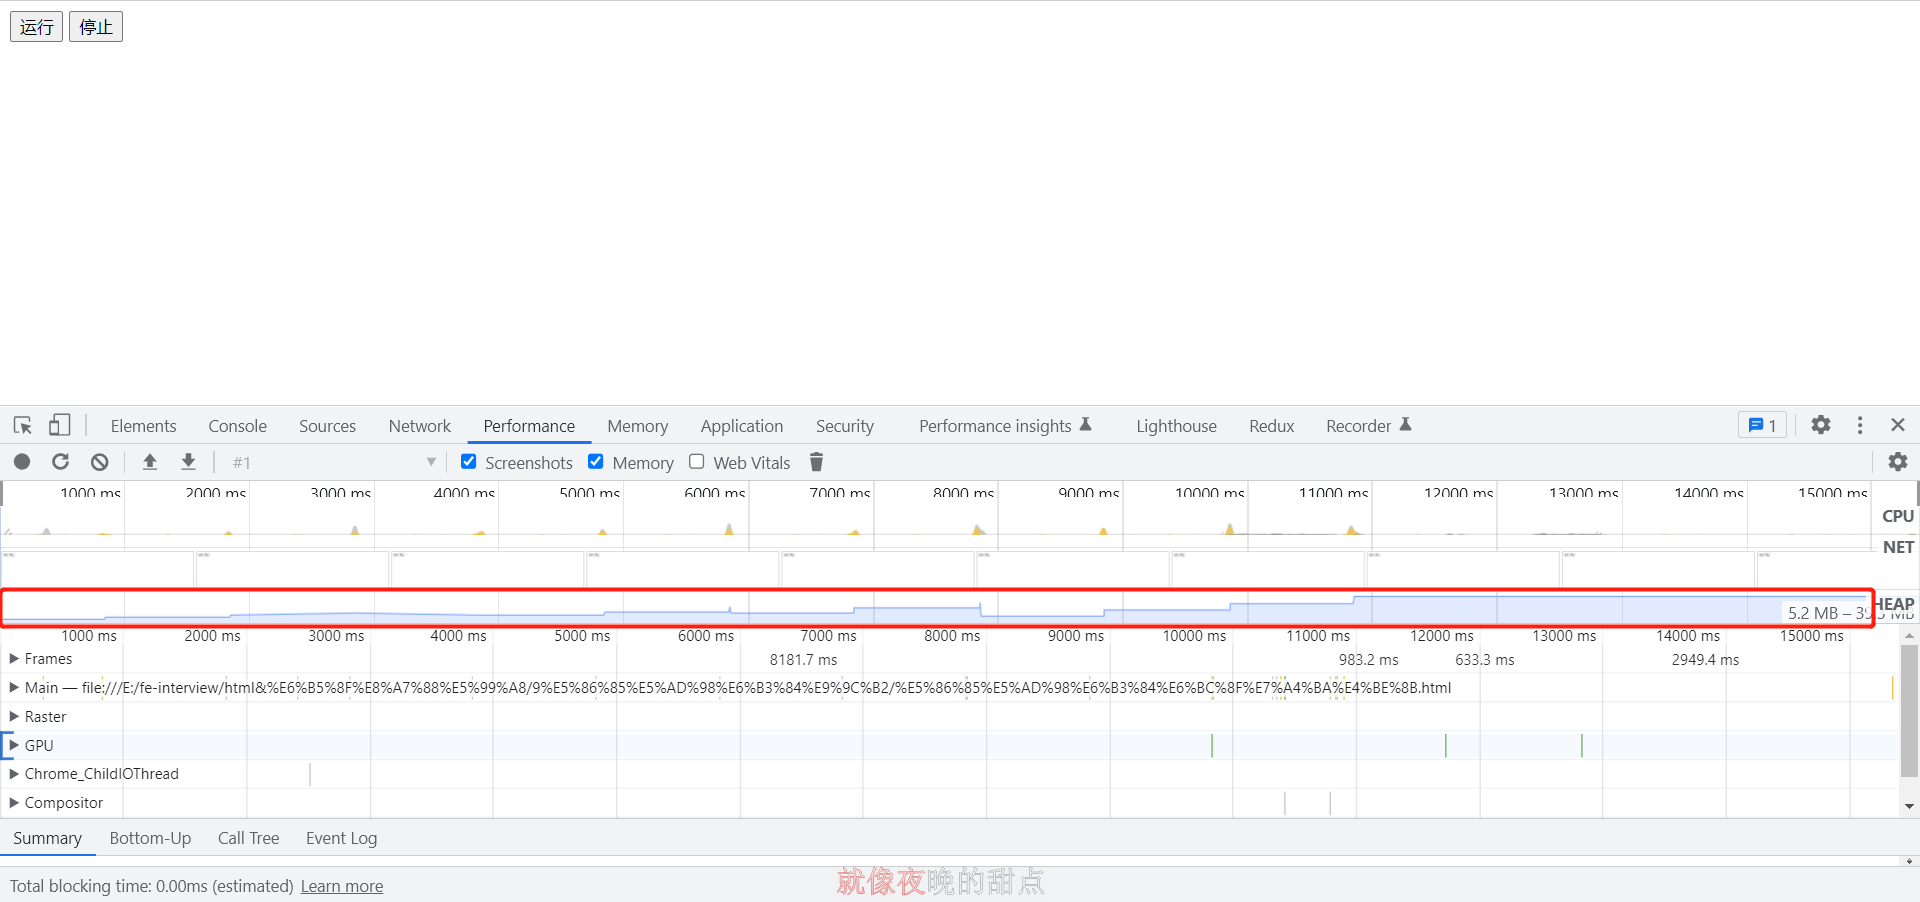 运行 停止
Elements Console Sources Network Performance Memory Application Security Performance insights Lighthouse Redux Recorder 1
#1 Screenshots Memory Web Vitals
1000 ms 2000 ms 3000 ms 4000 ms 5000 ms 6000 ms 7000 ms 8000 ms 9000 ms 10000 ms 11000 ms 12000 ms 13000 ms 14000 ms 15000 ms
CPU
NET
HEAP
5.2 MB – 39.3 MB
1000 ms 2000 ms 3000 ms 4000 ms 5000 ms 6000 ms 7000 ms 8000 ms 9000 ms 10000 ms 11000 ms 12000 ms 13000 ms 14000 ms 15000 ms
Frames 8181.7 ms 983.2 ms 633.3 ms 2949.4 ms
Main — file:///E:/fe-interview/html&%E6%B5%8F%E8%A7%88%E5%99%A8/9%E5%86%85%E5%AD%98%E6%B3%84%E9%9C%B2/%E5%86%85%E5%AD%98%E6%B3%84%E6%BC%8F%E7%A4%BA%E4%BE%8B.html
Raster
GPU
Chrome_ChildIOThread
Compositor
Summary Bottom-Up Call Tree Event Log
Total blocking time: 0.00ms (estimated) Learn more
就像夜晚的甜点